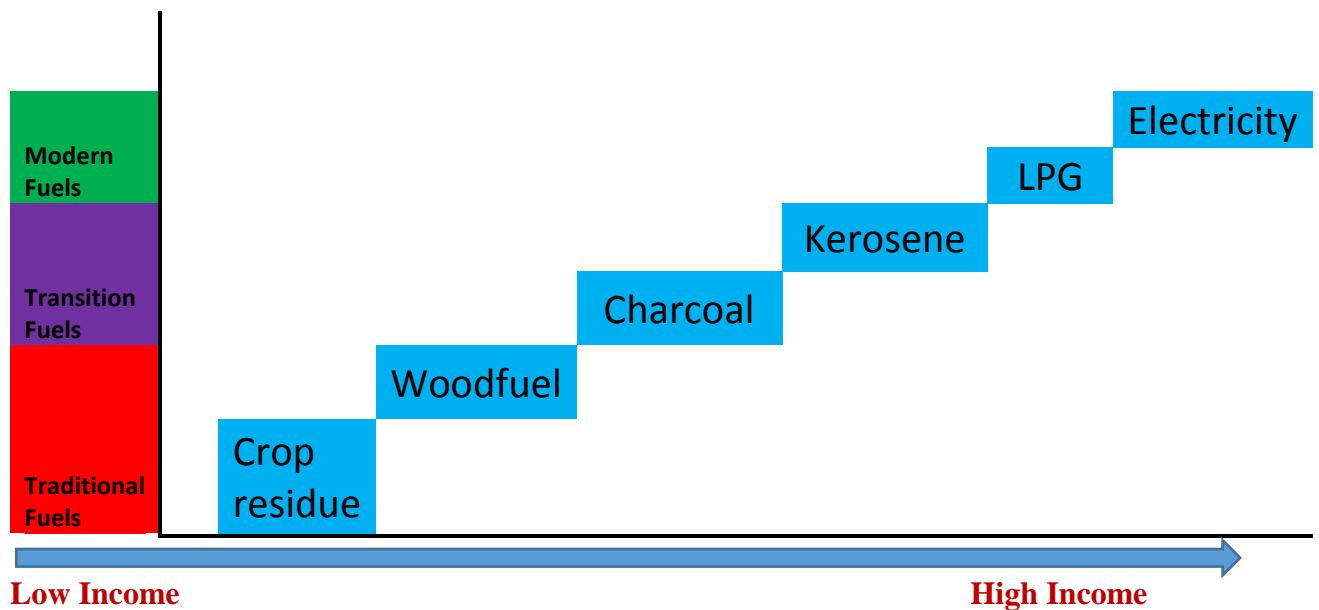 Electricity
Modern
Fuels
LPG
Kerosene
Transition
Fuels
Charcoal
Woodfuel
Crop
residue
Traditional
Fuels
Low Income
High Income